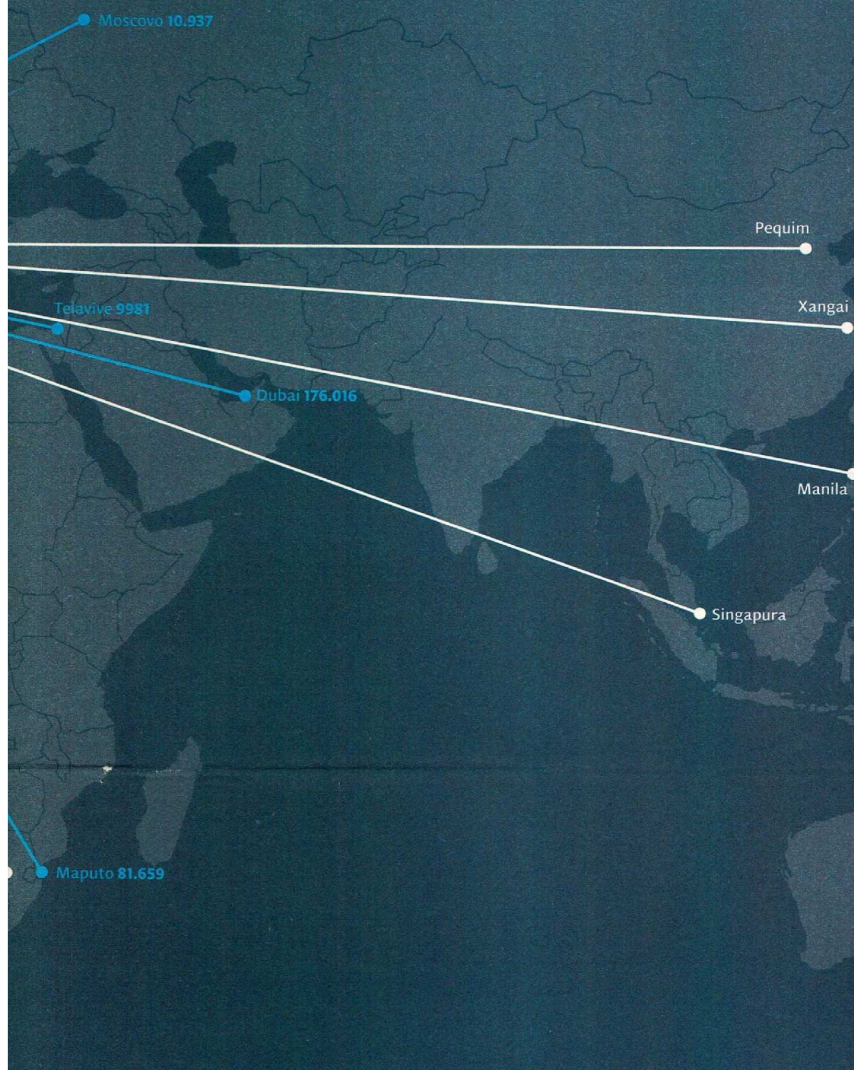 Moscovo 10.937
Pequim
Xangai
Telavive 9981
Dubai 176.016
Manila
Singapura
Maputo 81.659